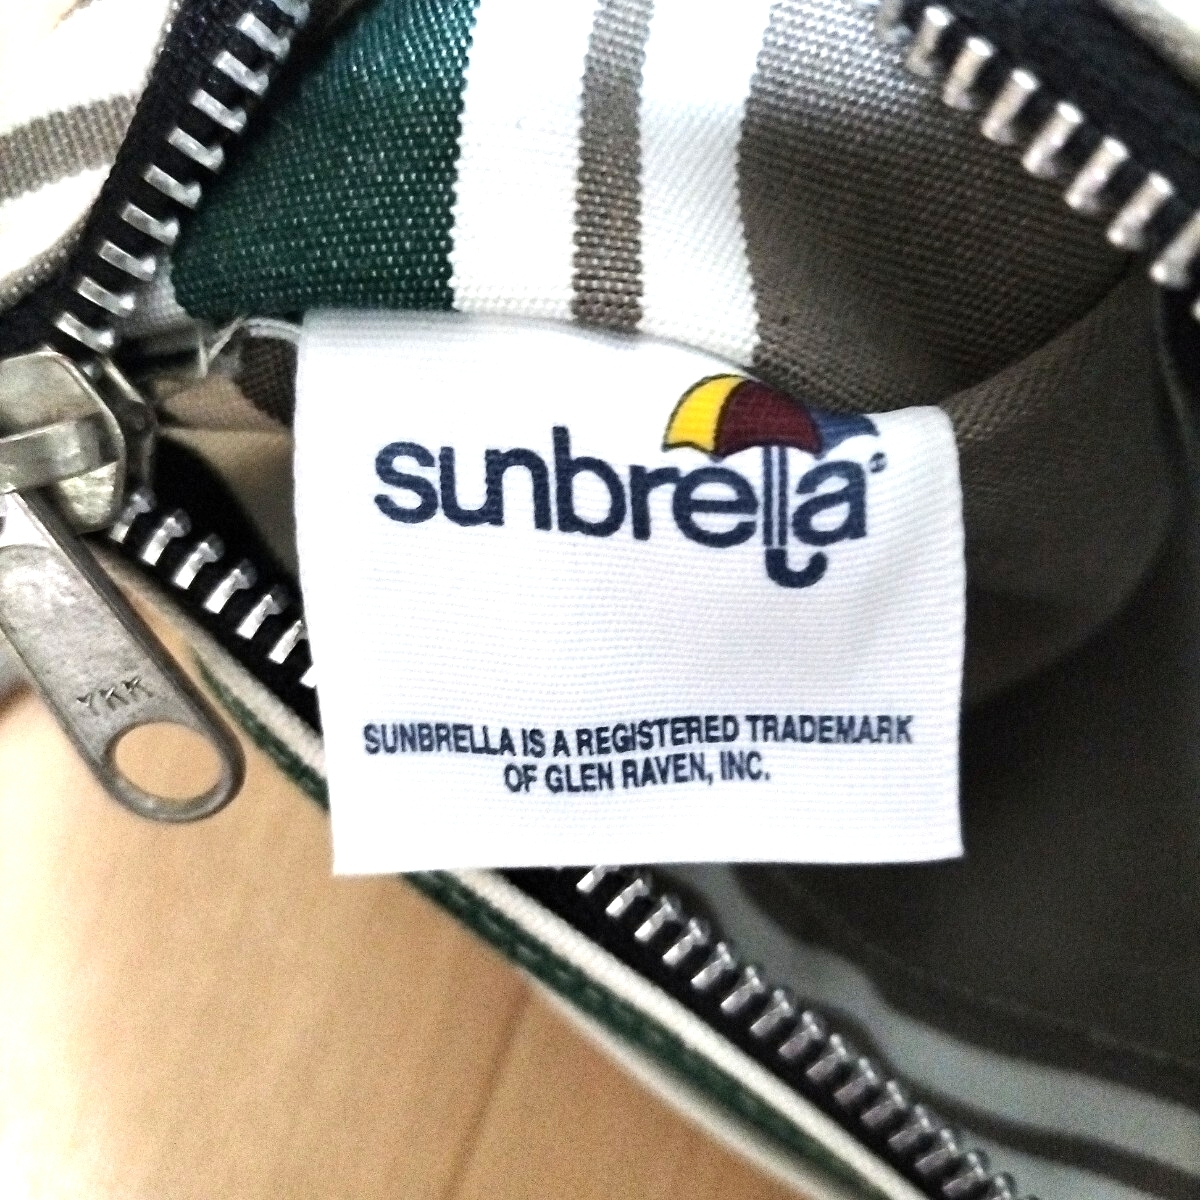 sunbrella®
SUNBRELLA IS A REGISTERED TRADEMARK
OF GLEN RAVEN, INC.
YKK